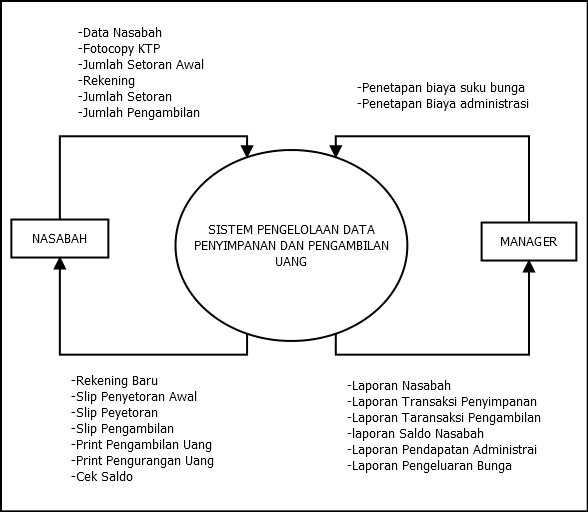 -Data Nasabah
-Fotocopy KTP
-Jumlah Setoran Awal
-Rekening
-Jumlah Setoran
-Jumlah Pengambilan
-Penetapan biaya suku bunga
-Penetapan Biaya administrasi
NASABAH
SISTEM PENGELOLAAN DATA
PENYIMPANAN DAN PENGAMBILAN
UANG
MANAGER
-Rekening Baru
-Slip Penyetoran Awal
-Slip Peyetoran
-Slip Pengambilan
-Print Pengambilan Uang
-Print Pengurangan Uang
-Cek Saldo
-Laporan Nasabah
-Laporan Transaksi Penyimpanan
-Laporan Taransaksi Pengambilan
-laporan Saldo Nasabah
-Laporan Pendapatan Administrai
-Laporan Pengeluaran Bunga